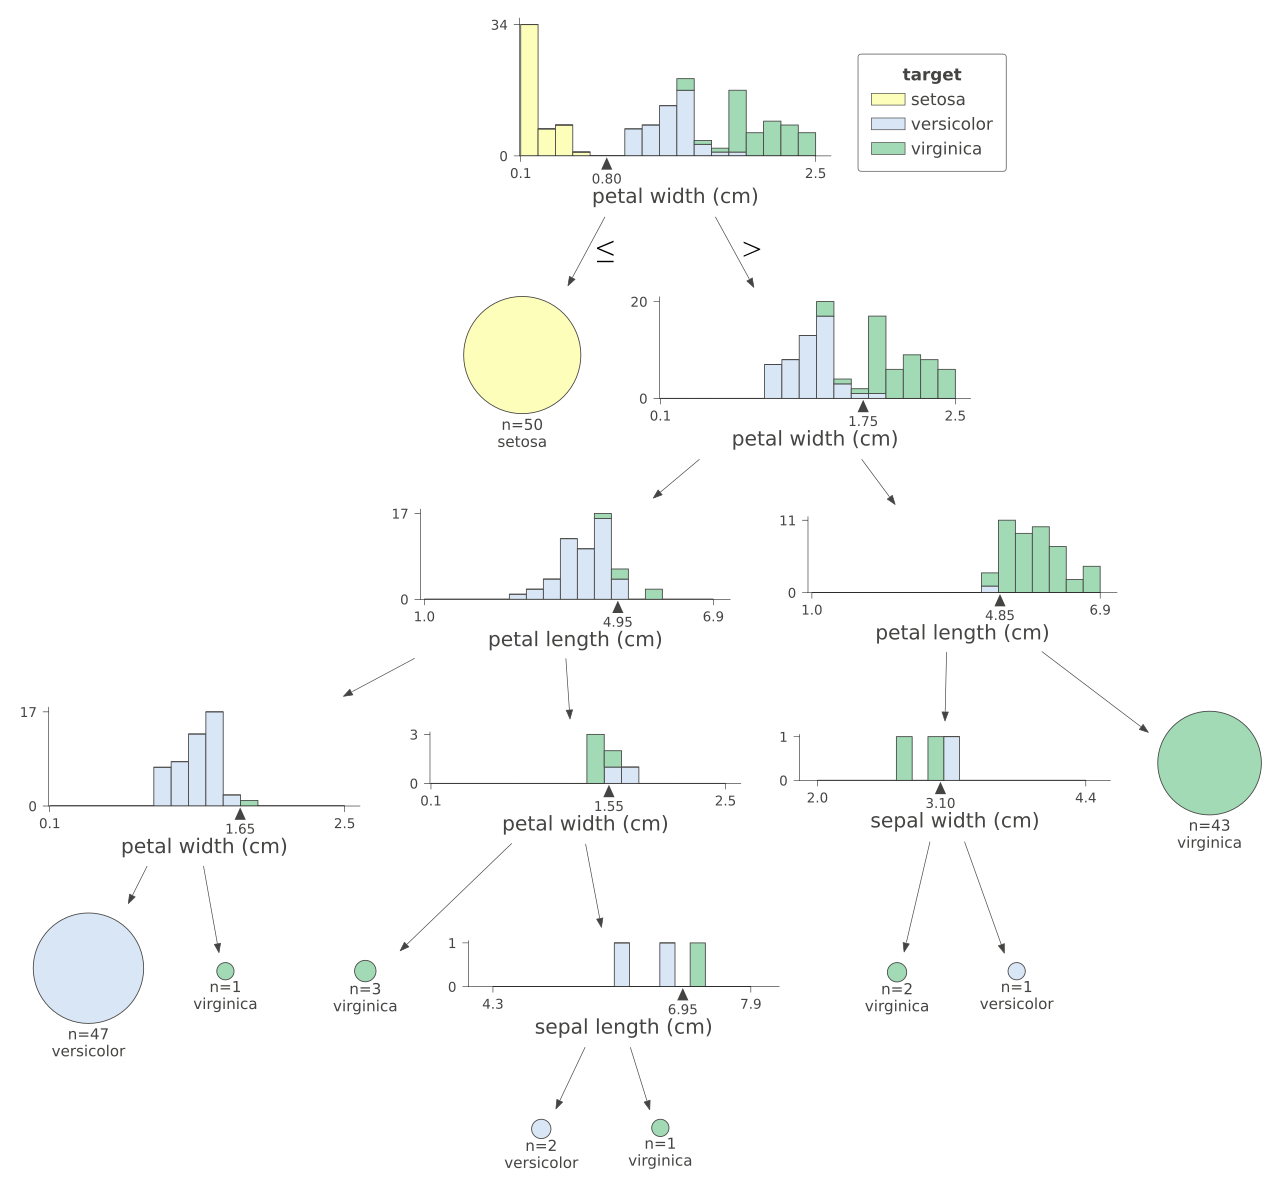 34
0
0.1
0.80
2.5
petal width (cm)
target
setosa
versicolor
virginica
≤
>
n=50
setosa
20
0
0.1
1.75
2.5
petal width (cm)
17
0
1.0
4.95
6.9
petal length (cm)
11
0
1.0
4.85
6.9
petal length (cm)
17
0
0.1
1.65
2.5
petal width (cm)
3
0
0.1
1.55
2.5
petal width (cm)
1
0
2.0
3.10
4.4
sepal width (cm)
n=43
virginica
n=47
versicolor
n=1
virginica
n=3
virginica
1
0
4.3
6.95
7.9
sepal length (cm)
n=2
virginica
n=1
versicolor
n=2
versicolor
n=1
virginica